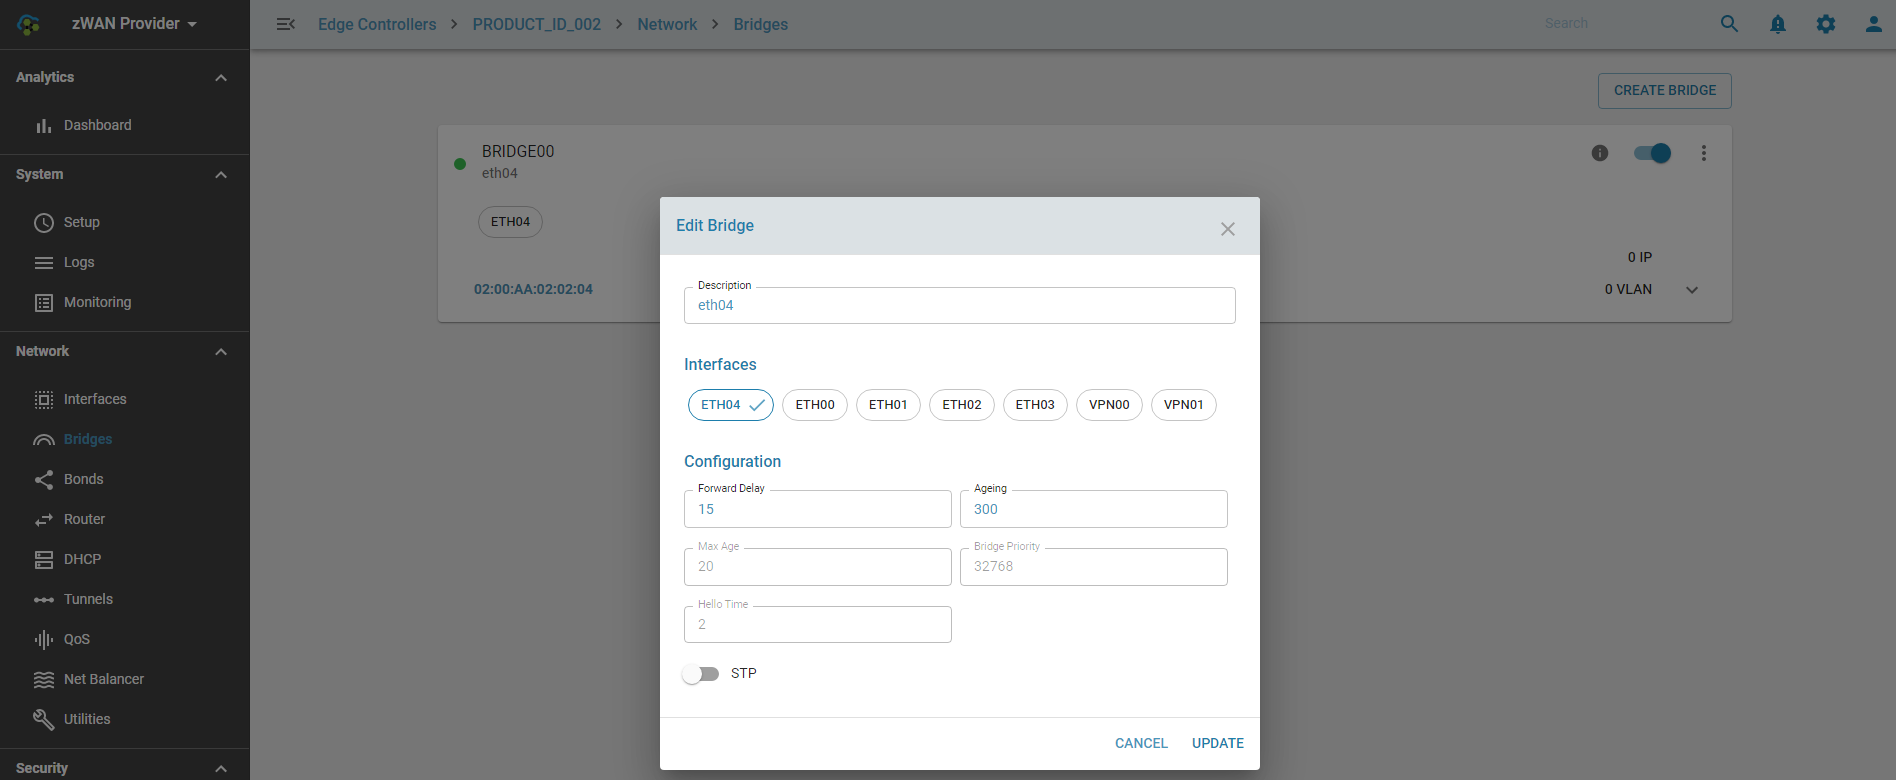 zWAN Provider
Edge Controllers > PRODUCT_ID_002 > Network > Bridges
Search
Analytics
Dashboard
System
Setup
Logs
Monitoring
Network
Interfaces
Bridges
Bonds
Router
DHCP
Tunnels
QoS
Net Balancer
Utilities
Security
CREATE BRIDGE
BRIDGE00
eth04
ETH04
0 IP
02:00:AA:02:02:04
0 VLAN
Edit Bridge
Description
eth04
Interfaces
ETH04 ETH00 ETH01 ETH02 ETH03 VPN00 VPN01
Configuration
Forward Delay
15
Ageing
300
Max Age
20
Bridge Priority
32768
Hello Time
2
STP
CANCEL UPDATE